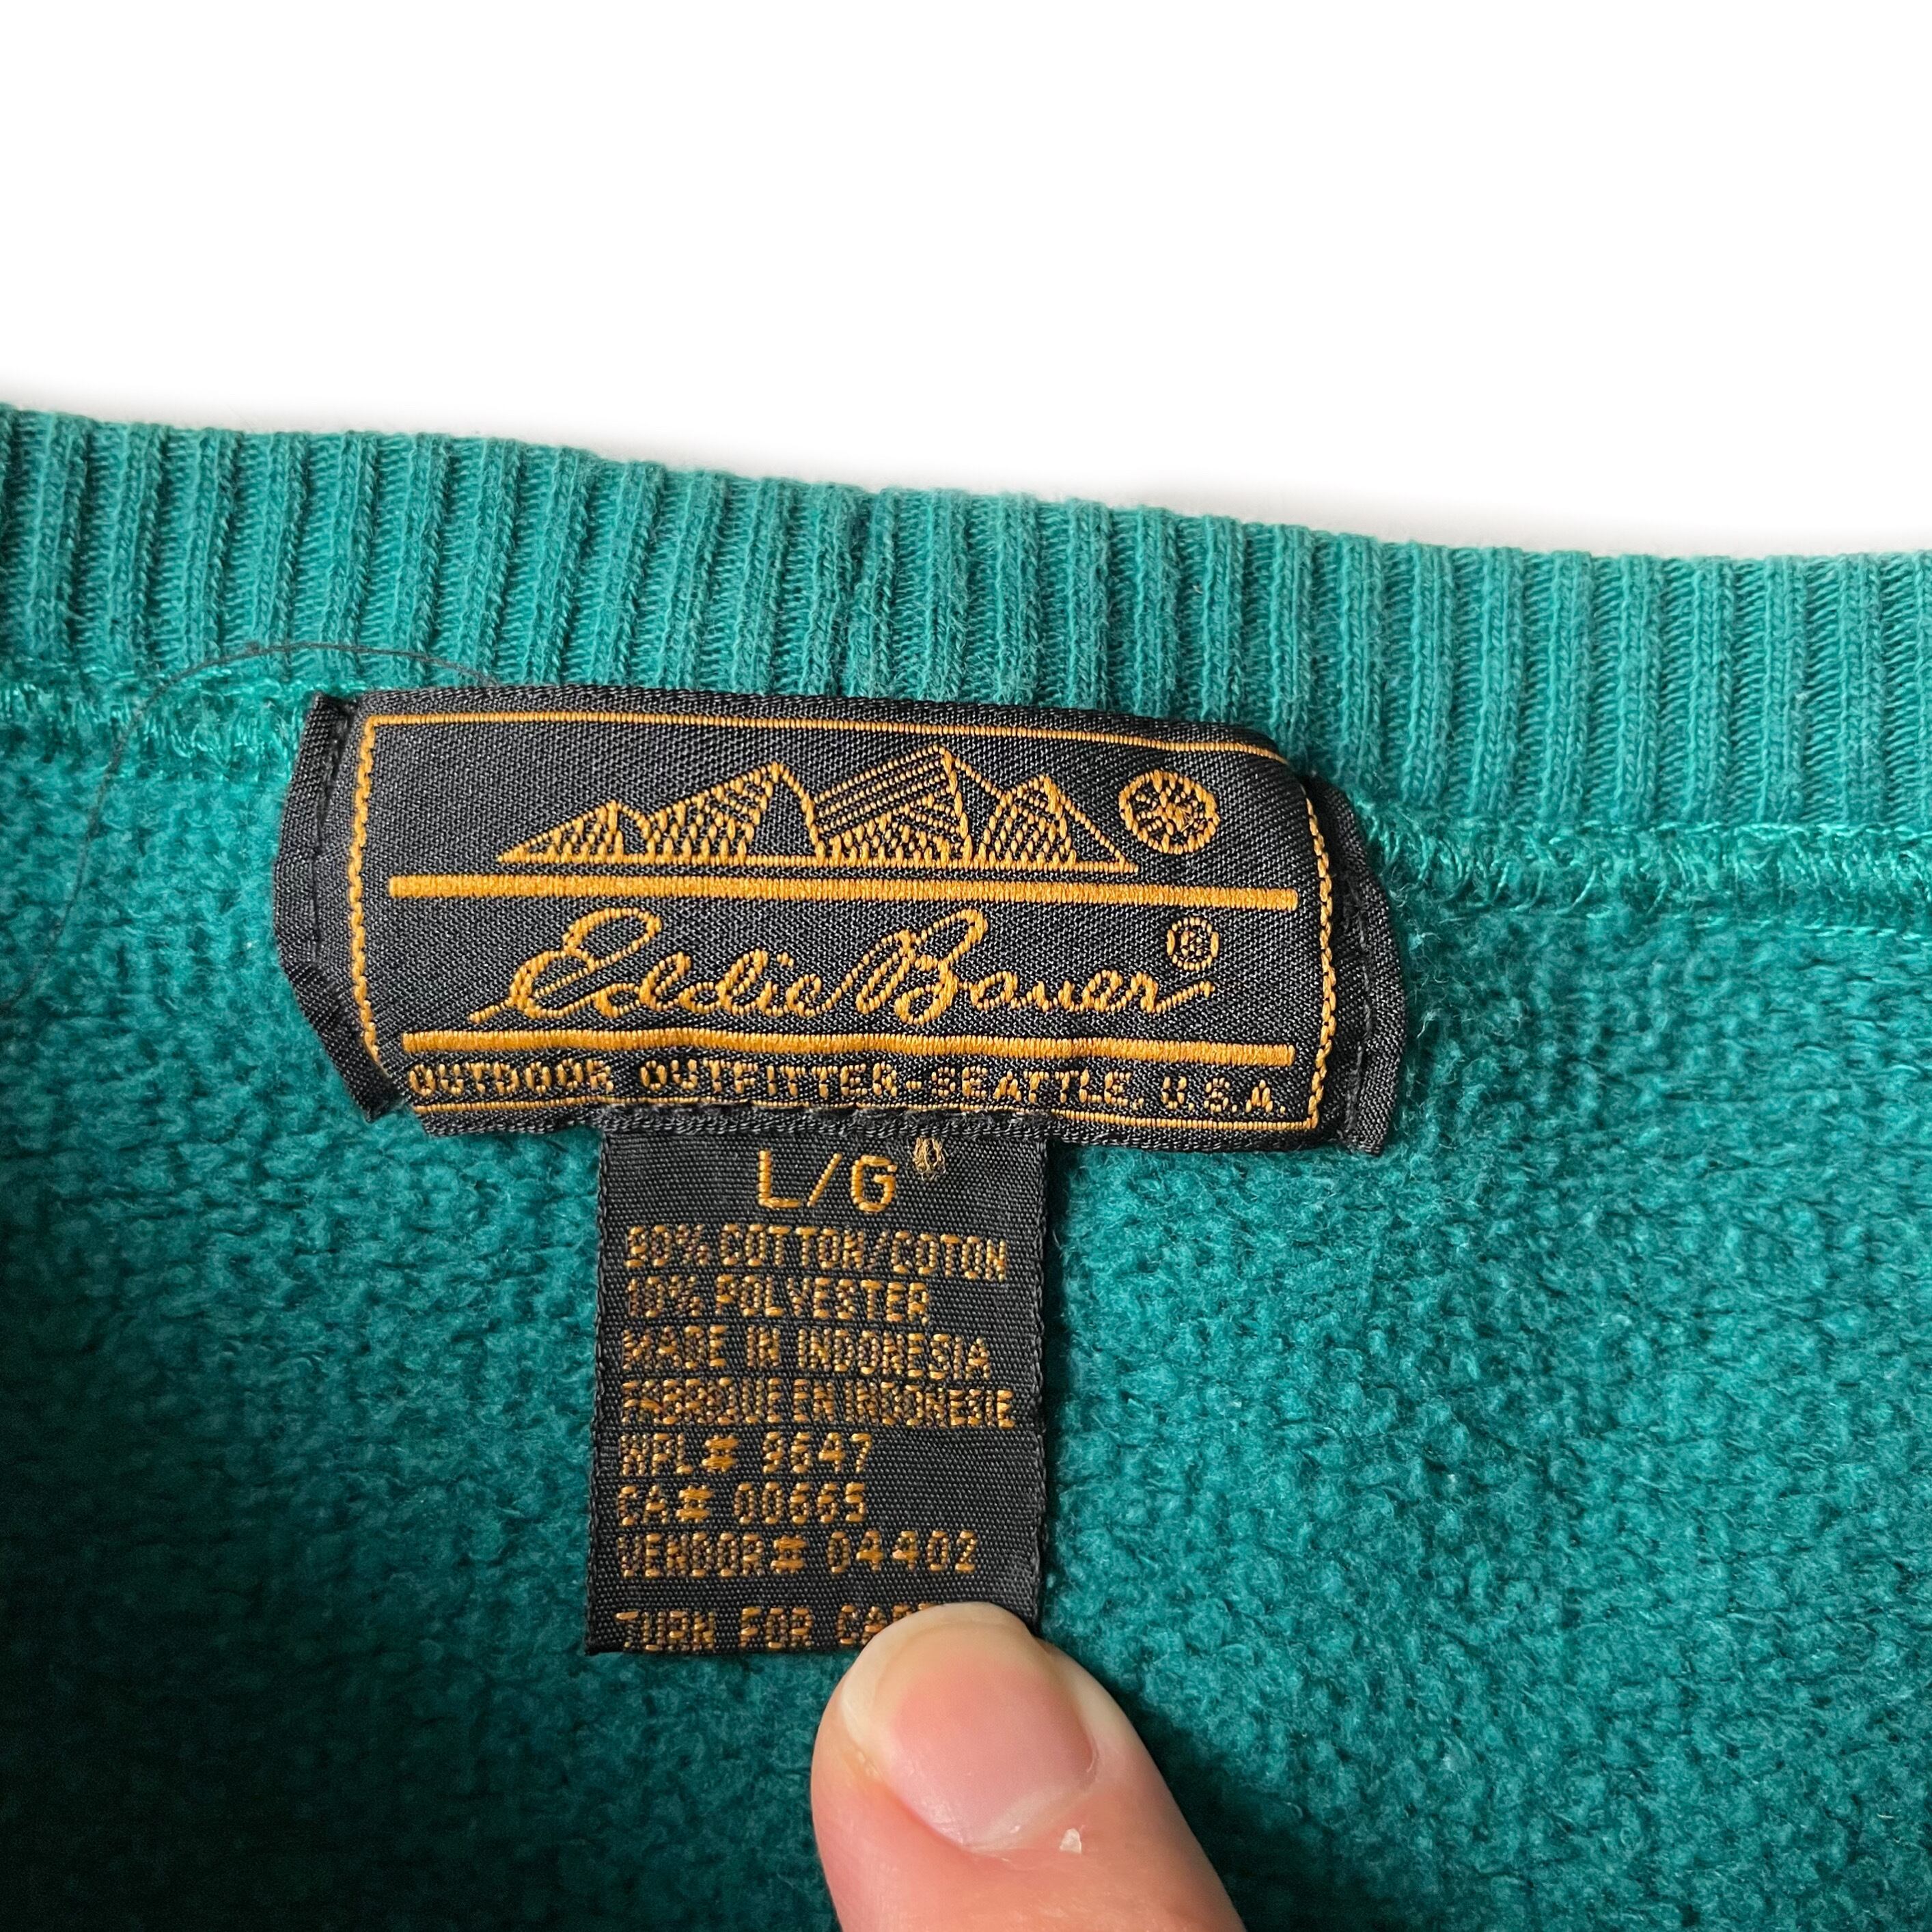 Eddie Bauer®
OUTDOOR OUTFITTER-SEATTLE, U.S.A.
L/G
90% COTTON/COTON
10% POLYESTER
MADE IN INDONESIA
FABRIQUE EN INDONESIE
WPL# 9647
CA# 00665
VENDOR# 04402
TURN FOR